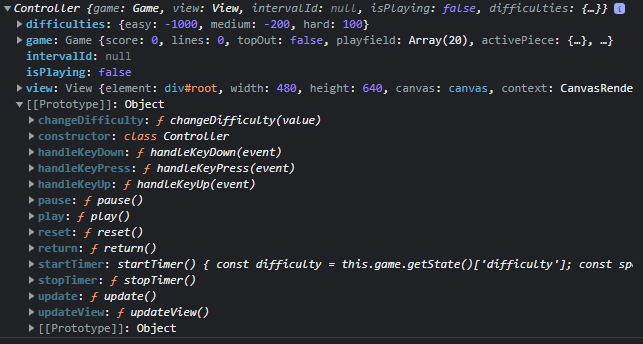 Controller {game: Game, view: View, intervalId: null, isPlaying: false, difficulties: {…}} i
difficulties: {easy: -1000, medium: -200, hard: 100}
game: Game {score: 0, lines: 0, topOut: false, playfield: Array(20), activePiece: {…}, …}
intervalId: null
isPlaying: false
view: View {element: div#root, width: 480, height: 640, canvas: canvas, context: CanvasRende
[[Prototype]]: Object
changeDifficulty: ƒ changeDifficulty(value)
constructor: class Controller
handleKeyDown: ƒ handleKeyDown(event)
handleKeyPress: ƒ handleKeyPress(event)
handleKeyUp: ƒ handleKeyUp(event)
pause: ƒ pause()
play: ƒ play()
reset: ƒ reset()
return: ƒ return()
startTimer: startTimer() { const difficulty = this.game.getState()['difficulty']; const spe
stopTimer: ƒ stopTimer()
update: ƒ update()
updateView: ƒ updateView()
[[Prototype]]: Object